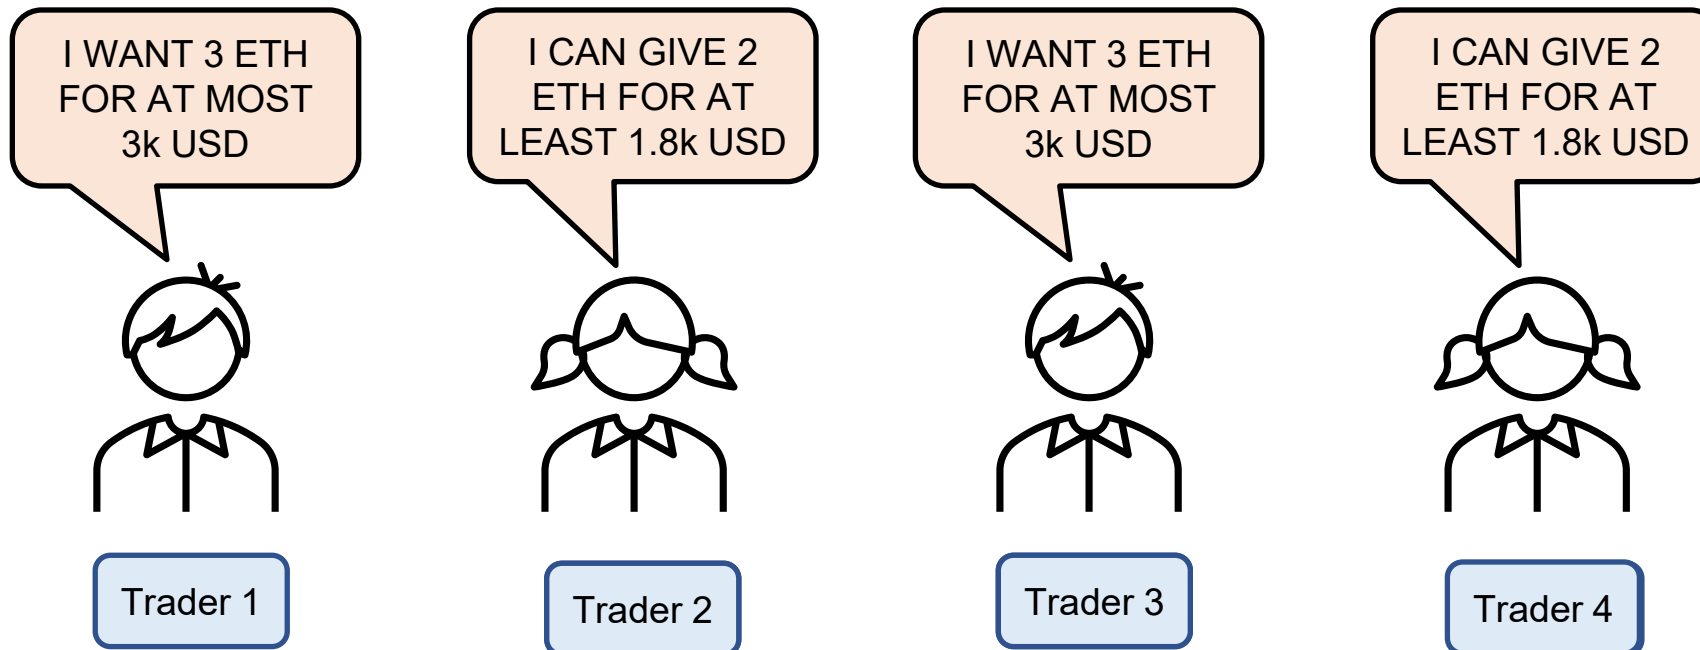 I WANT 3 ETH
FOR AT MOST
3k USD
I CAN GIVE 2
ETH FOR AT
LEAST 1.8k USD
I WANT 3 ETH
FOR AT MOST
3k USD
I CAN GIVE 2
ETH FOR AT
LEAST 1.8k USD
Trader 1
Trader 2
Trader 3
Trader 4